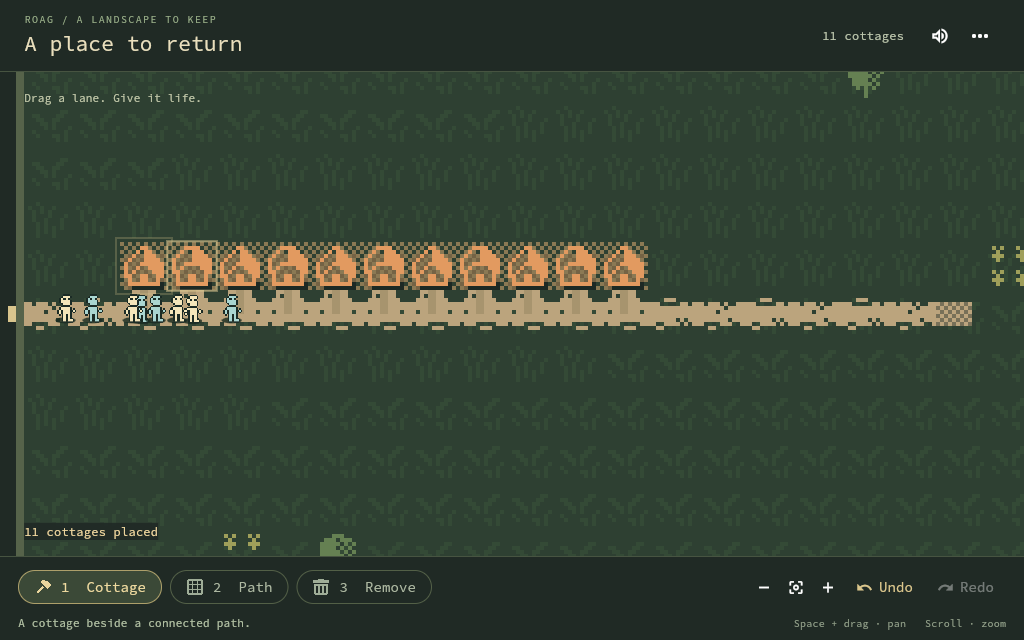 ROAG / A LANDSCAPE TO KEEP
A place to return
11 cottages
Drag a lane. Give it life.
11 cottages placed
1 Cottage
2 Path
3 Remove
Undo
Redo
A cottage beside a connected path.
Space + drag · pan
Scroll · zoom